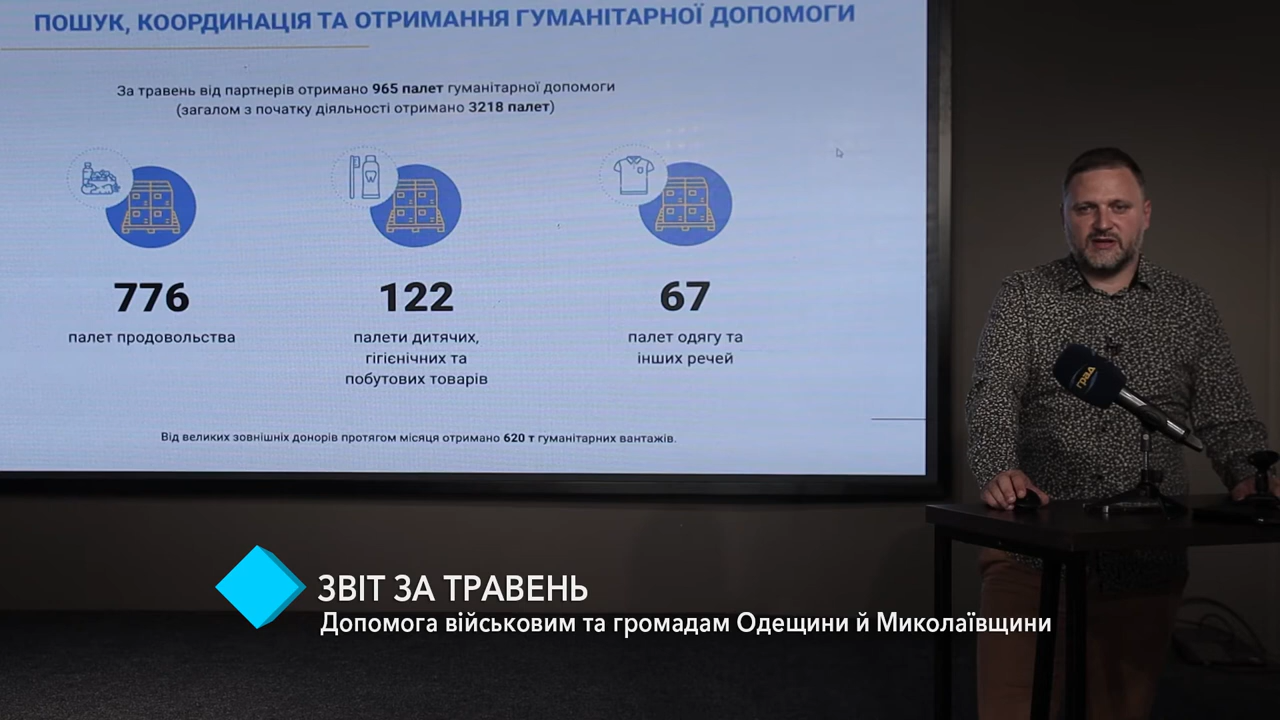 ПОШУК, КООРДИНАЦІЯ ТА ОТРИМАННЯ ГУМАНІТАРНОЇ ДОПОМОГИ
За травень від партнерів отримано 965 палет гуманітарної допомоги
(загалом з початку діяльності отримано 3218 палет)
776
палет продовольства
122
палети дитячих,
гігієнічних та
побутових товарів
67
палет одягу та
інших речей
Від великих зовнішніх донорів протягом місяця отримано 620 т гуманітарних вантажів.
град
ЗВІТ ЗА ТРАВЕНЬ
Допомога військовим та громадам Одещини й Миколаївщини